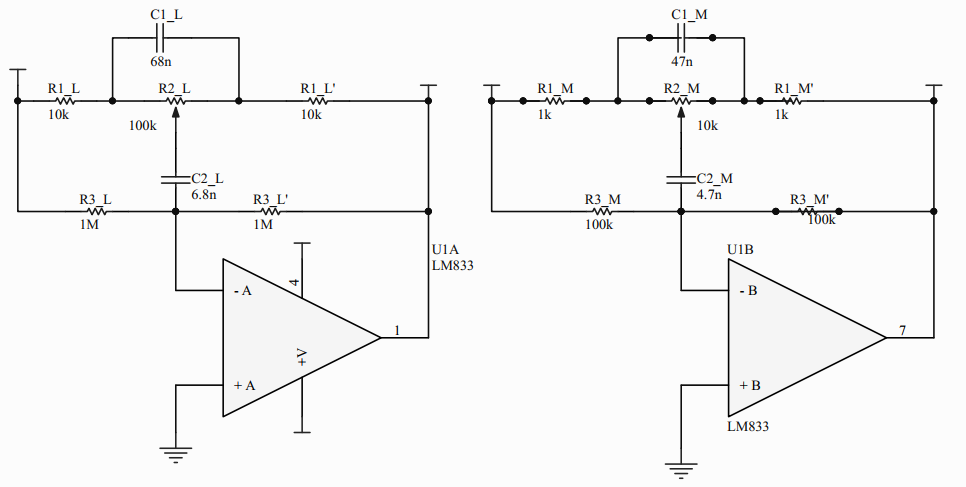 C1_L
68n
R1_L
10k
R2_L
100k
R1_L'
10k
C2_L
6.8n
R3_L
1M
R3_L'
1M
U1A
LM833
- A
+ A
4
+V
1
C1_M
47n
R1_M
1k
R2_M
10k
R1_M'
1k
C2_M
4.7n
R3_M
100k
R3_M'
100k
U1B
- B
+ B
7
LM833